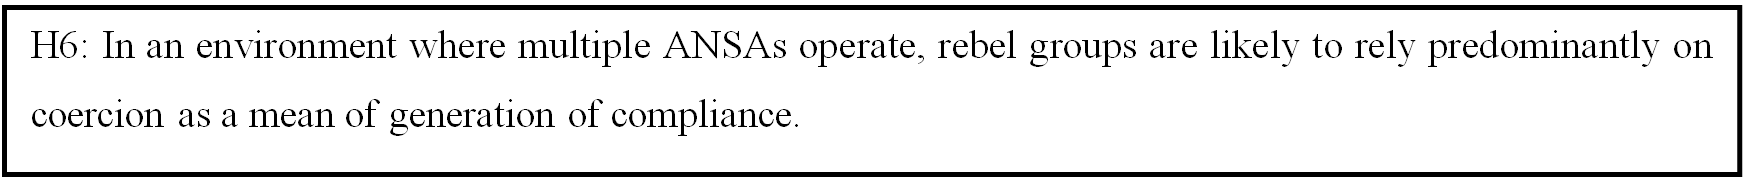 H6: In an environment where multiple ANSAs operate, rebel groups are likely to rely predominantly on
coercion as a mean of generation of compliance.